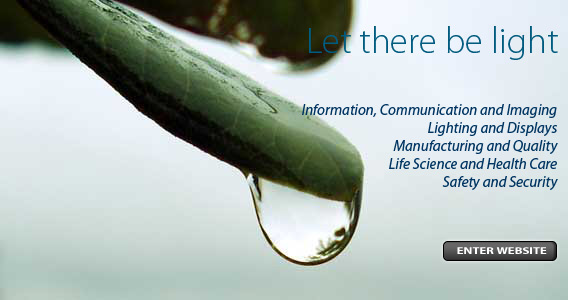 Let there be light
Information, Communication and Imaging
Lighting and Displays
Manufacturing and Quality
Life Science and Health Care
Safety and Security
ENTER WEBSITE